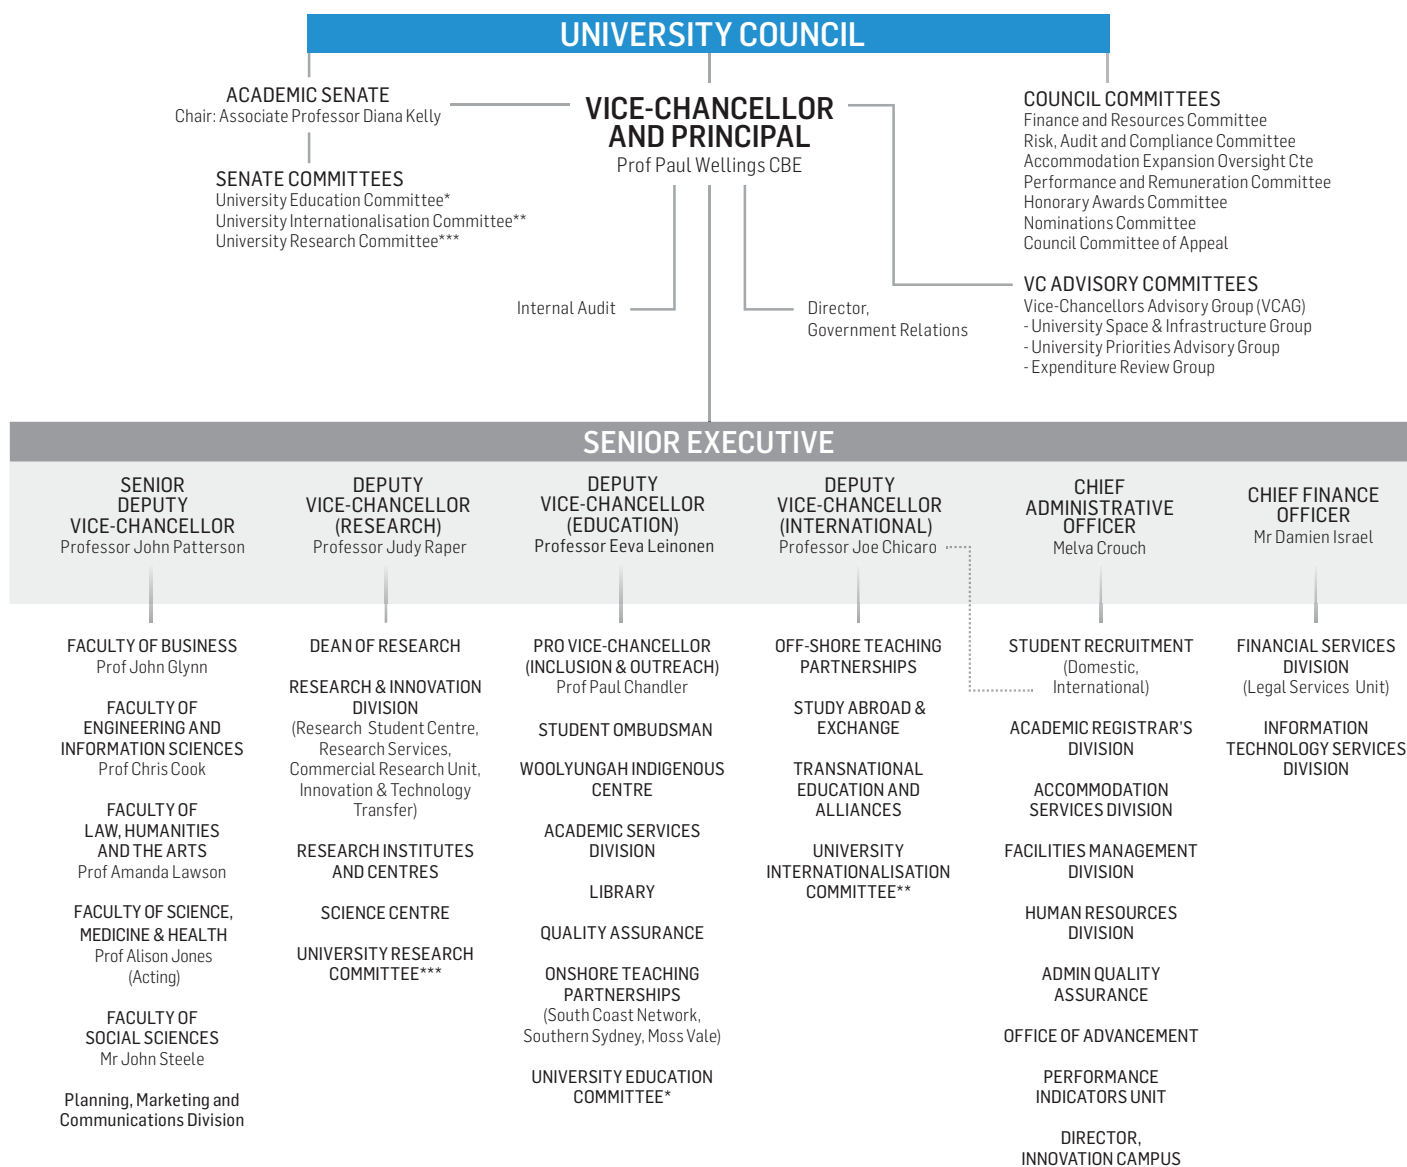 UNIVERSITY COUNCIL
ACADEMIC SENATE
Chair: Associate Professor Diana Kelly
SENATE COMMITTEES
University Education Committee*
University Internationalisation Committee**
University Research Committee***
VICE-CHANCELLOR
AND PRINCIPAL
Prof Paul Wellings CBE
COUNCIL COMMITTEES
Finance and Resources Committee
Risk, Audit and Compliance Committee
Accommodation Expansion Oversight Cte
Performance and Remuneration Committee
Honorary Awards Committee
Nominations Committee
Council Committee of Appeal
Internal Audit
Director,
Government Relations
VC ADVISORY COMMITTEES
Vice-Chancellors Advisory Group (VCAG)
- University Space & Infrastructure Group
- University Priorities Advisory Group
- Expenditure Review Group
SENIOR EXECUTIVE
SENIOR
DEPUTY
VICE-CHANCELLOR
Professor John Patterson
FACULTY OF BUSINESS
Prof John Glynn
FACULTY OF
ENGINEERING AND
INFORMATION SCIENCES
Prof Chris Cook
FACULTY OF
LAW, HUMANITIES
AND THE ARTS
Prof Amanda Lawson
FACULTY OF SCIENCE,
MEDICINE & HEALTH
Prof Alison Jones
(Acting)
FACULTY OF
SOCIAL SCIENCES
Mr John Steele
Planning, Marketing and
Communications Division
DEPUTY
VICE-CHANCELLOR
(RESEARCH)
Professor Judy Raper
DEAN OF RESEARCH
RESEARCH & INNOVATION
DIVISION
(Research Student Centre,
Research Services,
Commercial Research Unit,
Innovation & Technology
Transfer)
RESEARCH INSTITUTES
AND CENTRES
SCIENCE CENTRE
UNIVERSITY RESEARCH
COMMITTEE***
DEPUTY
VICE-CHANCELLOR
(EDUCATION)
Professor Eeva Leinonen
PRO VICE-CHANCELLOR
(INCLUSION & OUTREACH)
Prof Paul Chandler
STUDENT OMBUDSMAN
WOOLYUNGAH INDIGENOUS
CENTRE
ACADEMIC SERVICES
DIVISION
LIBRARY
QUALITY ASSURANCE
ONSHORE TEACHING
PARTNERSHIPS
(South Coast Network,
Southern Sydney, Moss Vale)
UNIVERSITY EDUCATION
COMMITTEE*
DEPUTY
VICE-CHANCELLOR
(INTERNATIONAL)
Professor Joe Chicaro
OFF-SHORE TEACHING
PARTNERSHIPS
STUDY ABROAD &
EXCHANGE
TRANSNATIONAL
EDUCATION AND
ALLIANCES
UNIVERSITY
INTERNATIONALISATION
COMMITTEE**
CHIEF
ADMINISTRATIVE
OFFICER
Melva Crouch
STUDENT RECRUITMENT
(Domestic,
International)
ACADEMIC REGISTRAR'S
DIVISION
ACCOMMODATION
SERVICES DIVISION
FACILITIES MANAGEMENT
DIVISION
HUMAN RESOURCES
DIVISION
ADMIN QUALITY
ASSURANCE
OFFICE OF ADVANCEMENT
PERFORMANCE
INDICATORS UNIT
DIRECTOR,
INNOVATION CAMPUS
CHIEF FINANCE
OFFICER
Mr Damien Israel
FINANCIAL SERVICES
DIVISION
(Legal Services Unit)
INFORMATION
TECHNOLOGY SERVICES
DIVISION